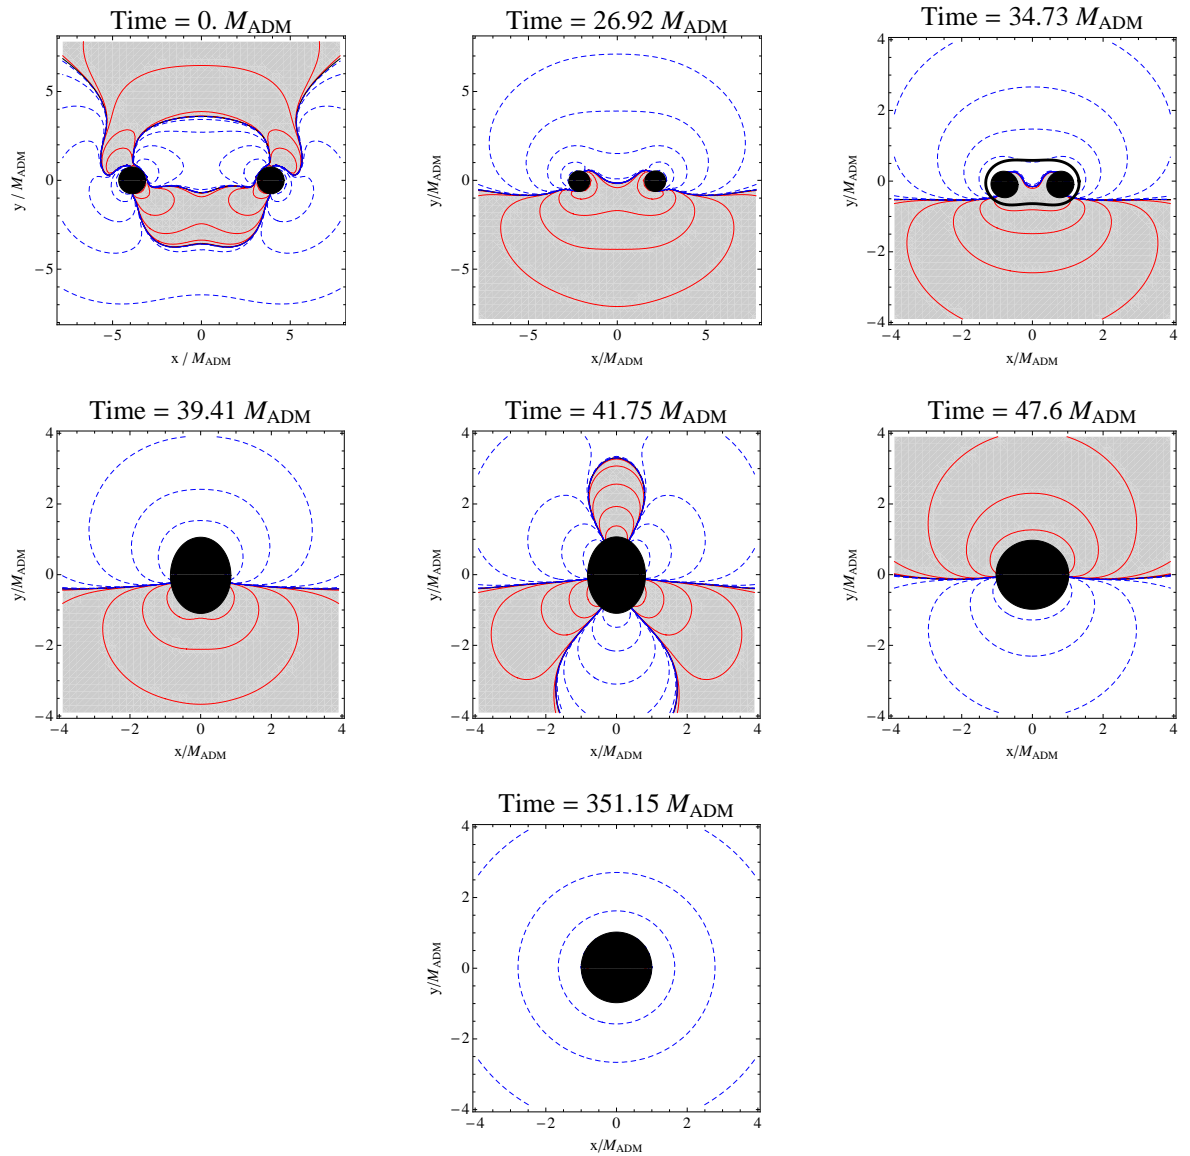 Time = 0. M_ADM
Time = 26.92 M_ADM
Time = 34.73 M_ADM
y / M_ADM
5
0
−5
−5
0
5
x / M_ADM
y/M_ADM
5
0
−5
−5
0
5
x/M_ADM
y/M_ADM
4
2
0
−2
−4
−4
−2
0
2
4
x/M_ADM
Time = 39.41 M_ADM
Time = 41.75 M_ADM
Time = 47.6 M_ADM
y/M_ADM
4
2
0
−2
−4
−4
−2
0
2
4
x/M_ADM
y/M_ADM
4
2
0
−2
−4
−4
−2
0
2
4
x/M_ADM
y/M_ADM
4
2
0
−2
−4
−4
−2
0
2
4
x/M_ADM
Time = 351.15 M_ADM
y/M_ADM
4
2
0
−2
−4
−4
−2
0
2
4
x/M_ADM